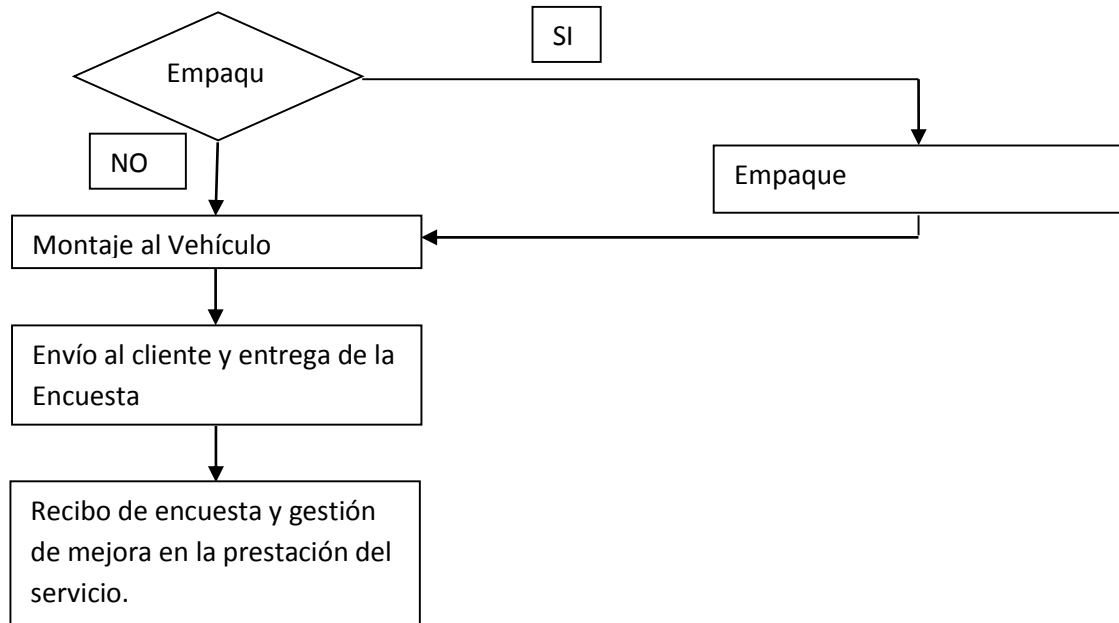 SI
Empaqu
NO
Empaque
Montaje al Vehículo
Envío al cliente y entrega de la
Encuesta
Recibo de encuesta y gestión
de mejora en la prestación del
servicio.